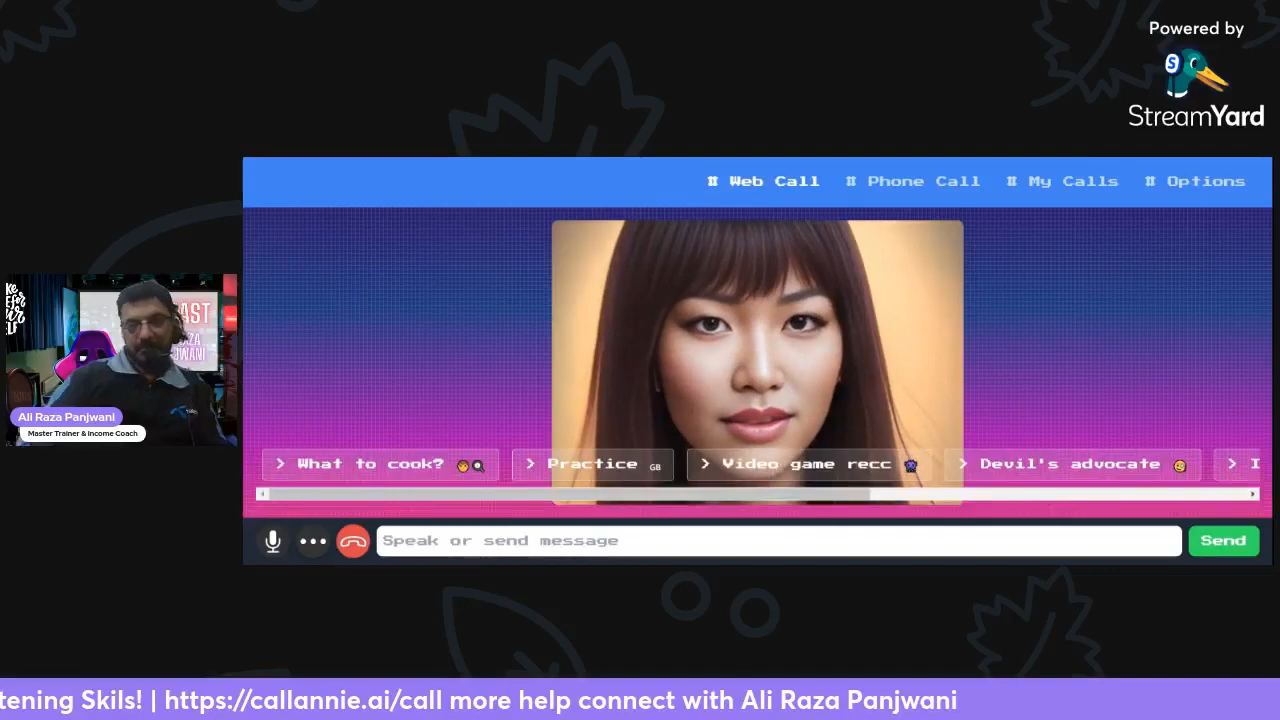 Powered by
S
StreamYard
# Web Call
# Phone Call
# My Calls
# Options
AST
Ali Raza Panjwani
Master Trainer & Income Coach
> What to cook?
> Practice GB
> Video game recc
> Devil's advocate
> I
Speak or send message
Send
tening Skils! | https://callannie.ai/call more help connect with Ali Raza Panjwani